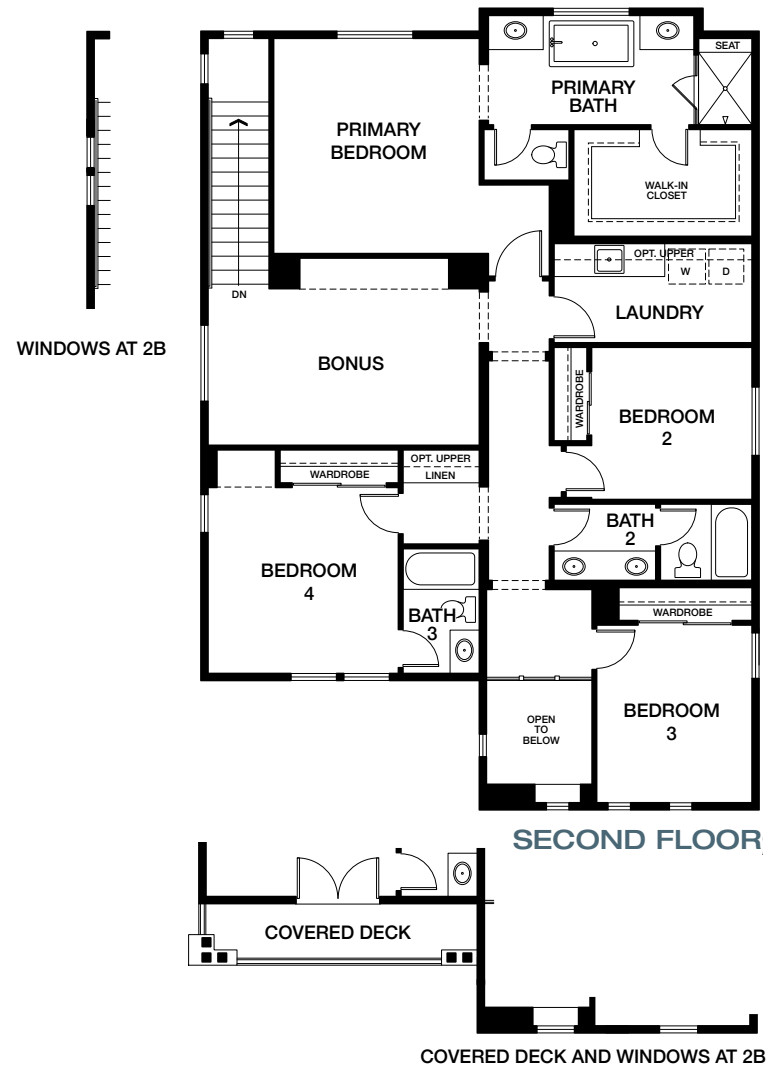 SEAT
PRIMARY
BATH
PRIMARY
BEDROOM
WALK-IN
CLOSET
OPT. UPPER
W
D
DN
LAUNDRY
WINDOWS AT 2B
BONUS
WARDROBE
BEDROOM
2
OPT. UPPER
LINEN
WARDROBE
BATH
2
BEDROOM
4
BATH
3
WARDROBE
BEDROOM
3
OPEN
TO
BELOW
SECOND FLOOR
COVERED DECK
COVERED DECK AND WINDOWS AT 2B